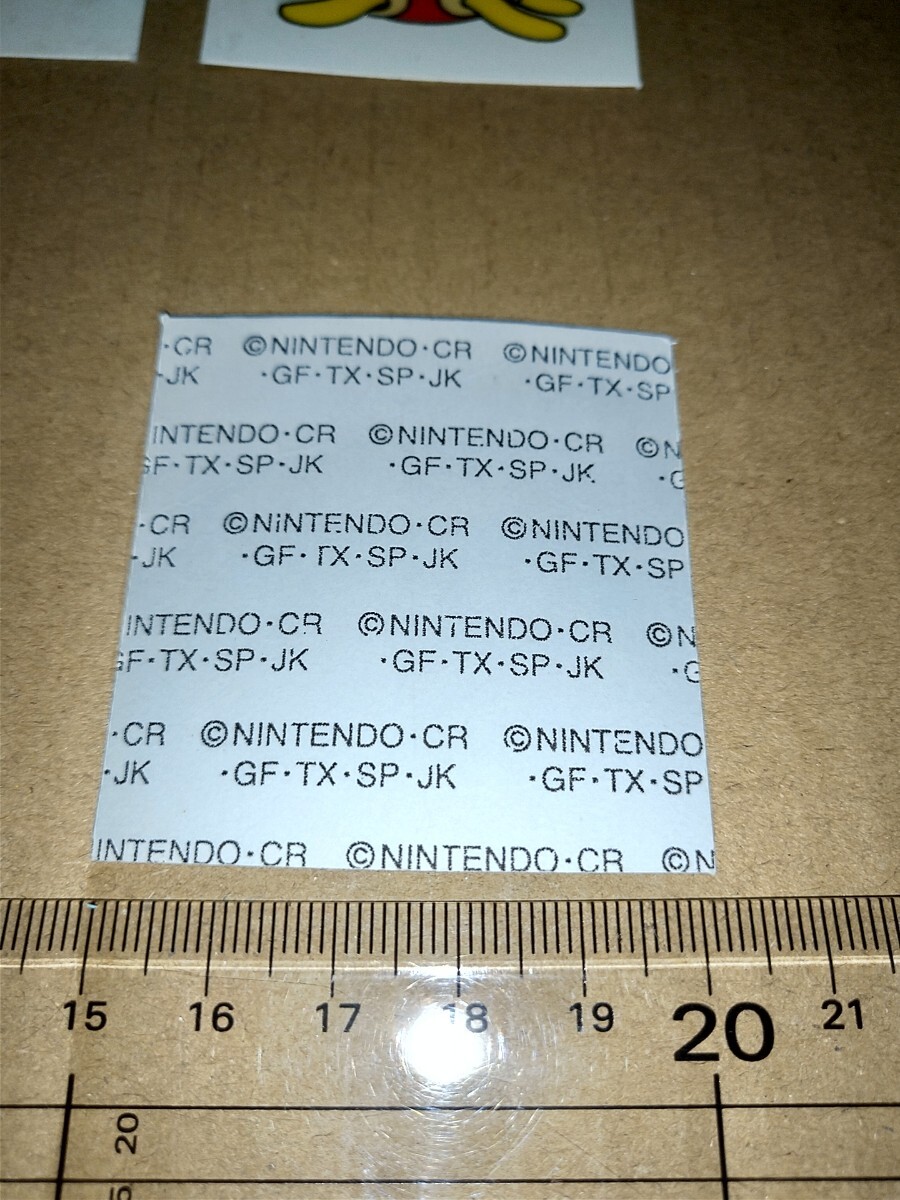 ·CR ©NINTENDO·CR ©NINTENDO
·JK ·GF·TX·SP·JK ·GF·TX·SP
INTENDO·CR ©NINTENDO·CR ©N
GF·TX·SP·JK ·GF·TX·SP·JK ·G
·CR ©NINTENDO·CR ©NINTENDO
·JK ·GF·TX·SP·JK ·GF·TX·SP
INTENDO·CR ©NINTENDO·CR ©N
GF·TX·SP·JK ·GF·TX·SP·JK ·G
·CR ©NINTENDO·CR ©NINTENDO
·JK ·GF·TX·SP·JK ·GF·TX·SP
INTENDO·CR ©NINTENDO·CR ©N
15 16 17 18 19 20 21
20